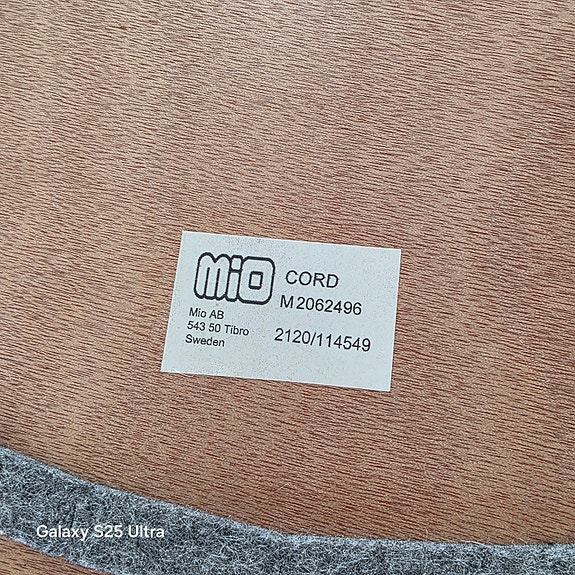 mio
CORD
M2062496
Mio AB
543 50 Tibro
Sweden
2120/114549
Galaxy S25 Ultra